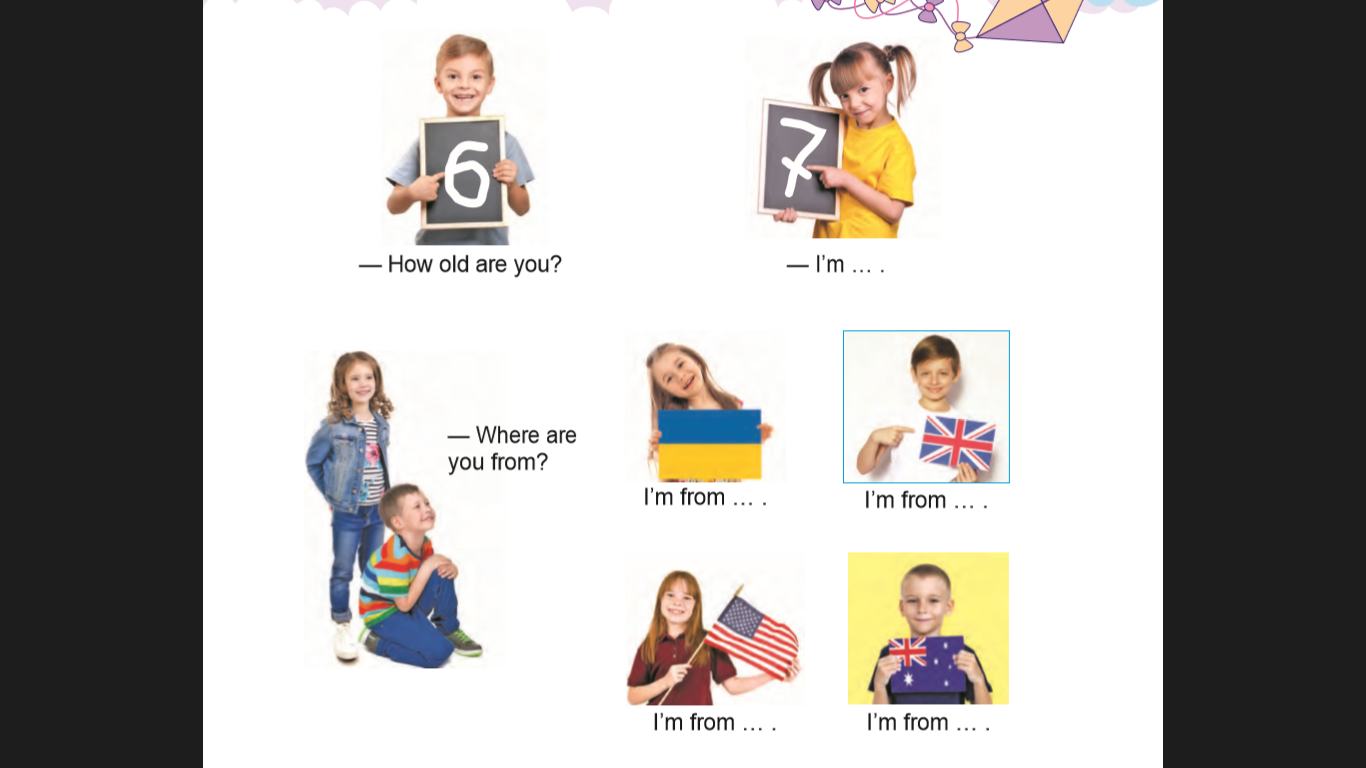 6
7
— How old are you?
— I'm ... .
— Where are
you from?
I'm from ... .
I'm from ... .
I'm from ... .
I'm from ... .